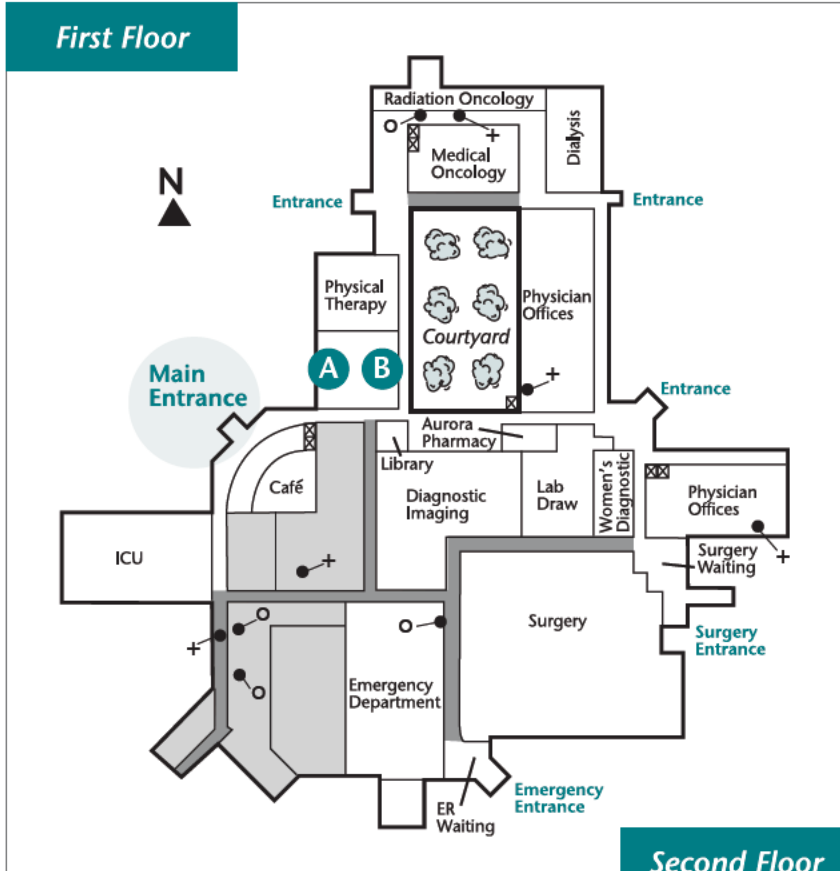 First Floor
Radiation Oncology
O
+
Medical
Oncology
Dialysis
N
Entrance
Entrance
Physical
Therapy
Physician
Offices
Courtyard
A
B
+
Main
Entrance
Entrance
Aurora
Pharmacy
Library
Café
Diagnostic
Imaging
Lab
Draw
Women's
Diagnostic
Physician
Offices
+
ICU
+
Surgery
Waiting
O
+
O
O
Surgery
Surgery
Entrance
Emergency
Department
Emergency
Entrance
ER
Waiting
Second Floor